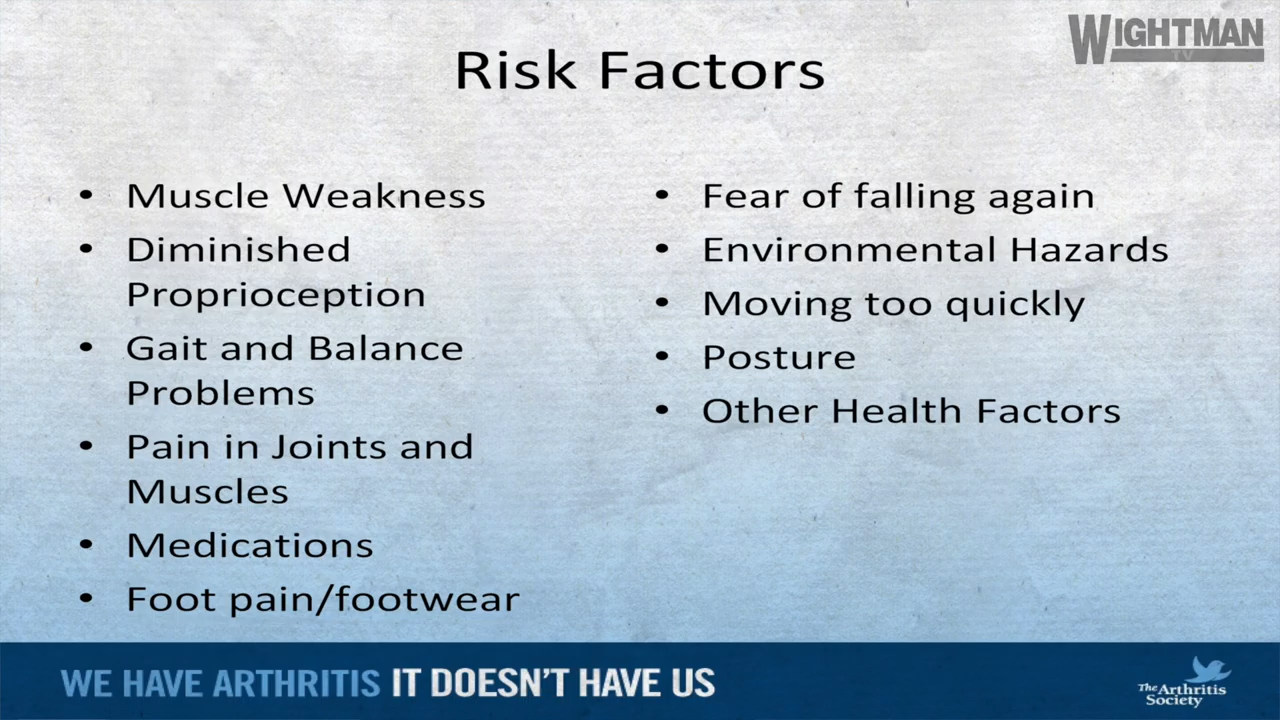 WIGHTMAN
TV
Risk Factors
• Muscle Weakness
• Diminished
Proprioception
• Gait and Balance
Problems
• Pain in Joints and
Muscles
• Medications
• Foot pain/footwear
• Fear of falling again
• Environmental Hazards
• Moving too quickly
• Posture
• Other Health Factors
WE HAVE ARTHRITIS IT DOESN'T HAVE US
The Arthritis
Society